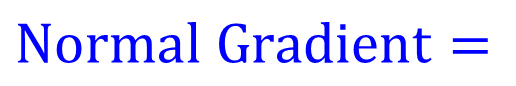 Normal Gradient =